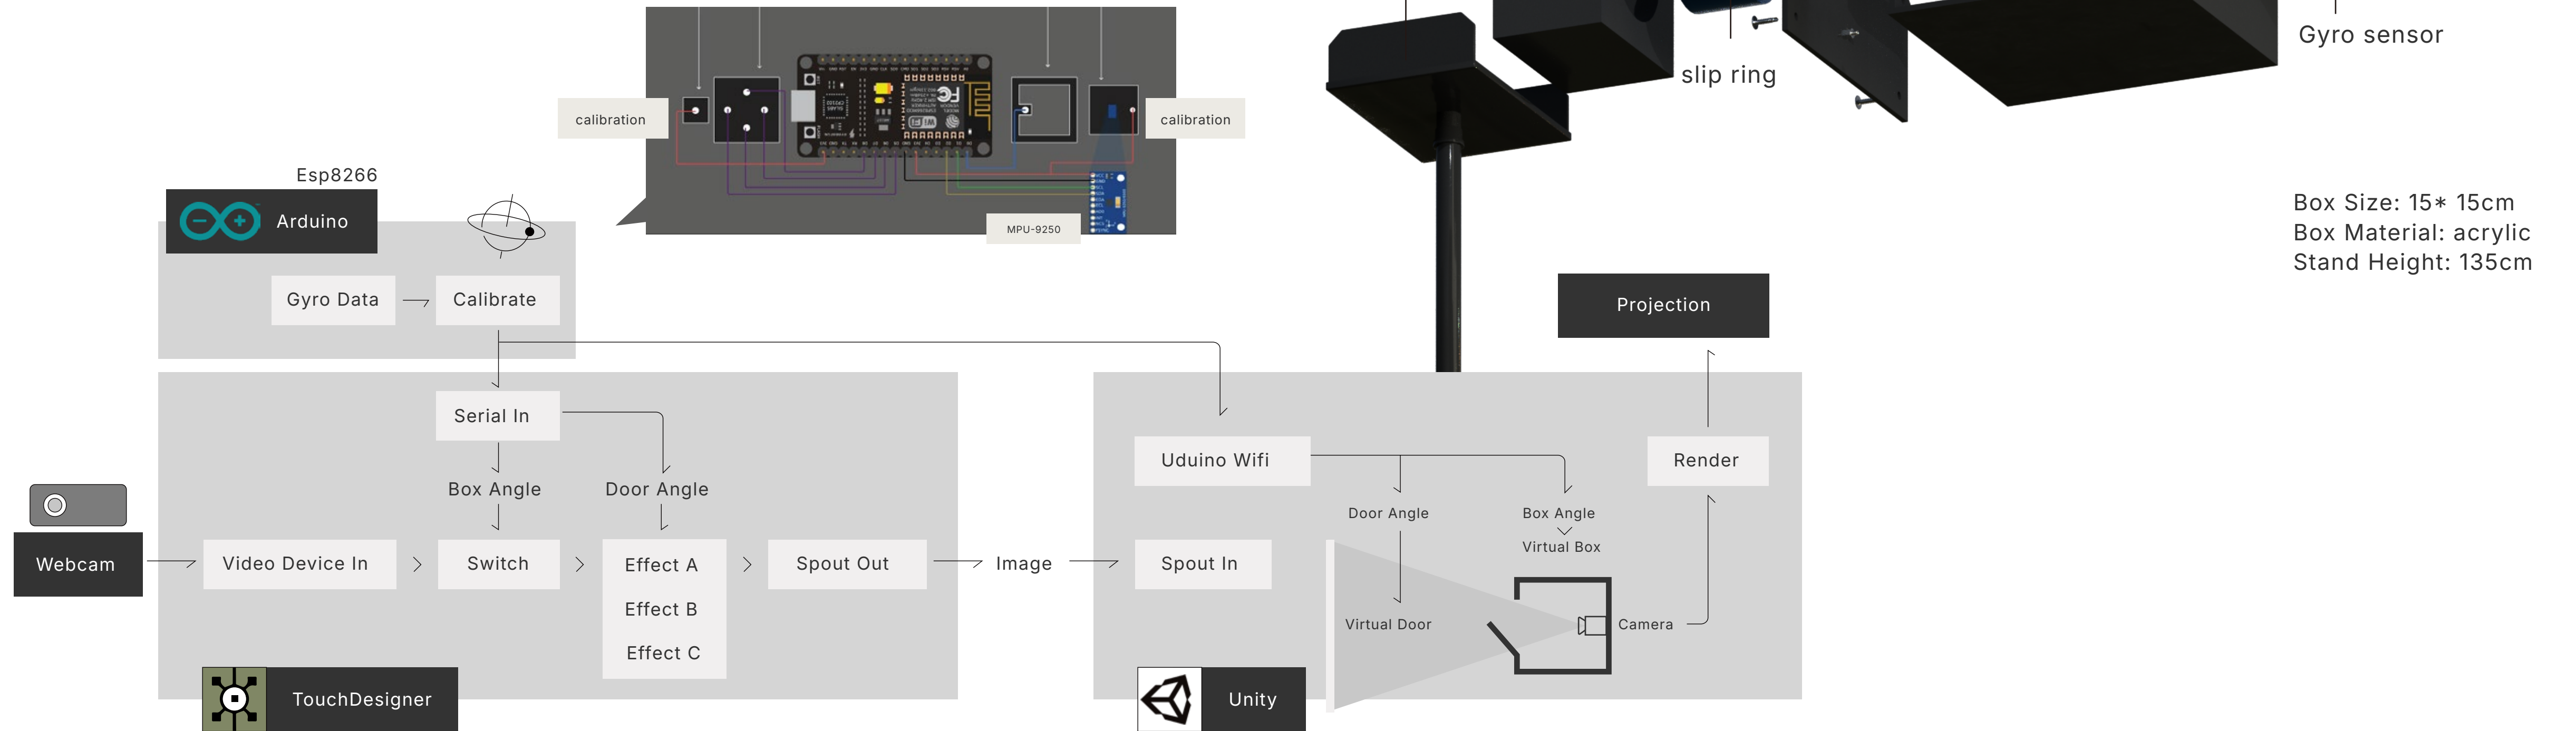 Gyro sensor
slip ring
calibration
calibration
MPU-9250
Esp8266
Arduino
Box Size: 15* 15cm
Box Material: acrylic
Stand Height: 135cm
Gyro Data
Calibrate
Projection
Serial In
Box Angle
Door Angle
Webcam
Video Device In
Switch
Effect A
Effect B
Effect C
Spout Out
Image
TouchDesigner
Uduino Wifi
Render
Door Angle
Box Angle
Virtual Box
Spout In
Virtual Door
Camera
Unity